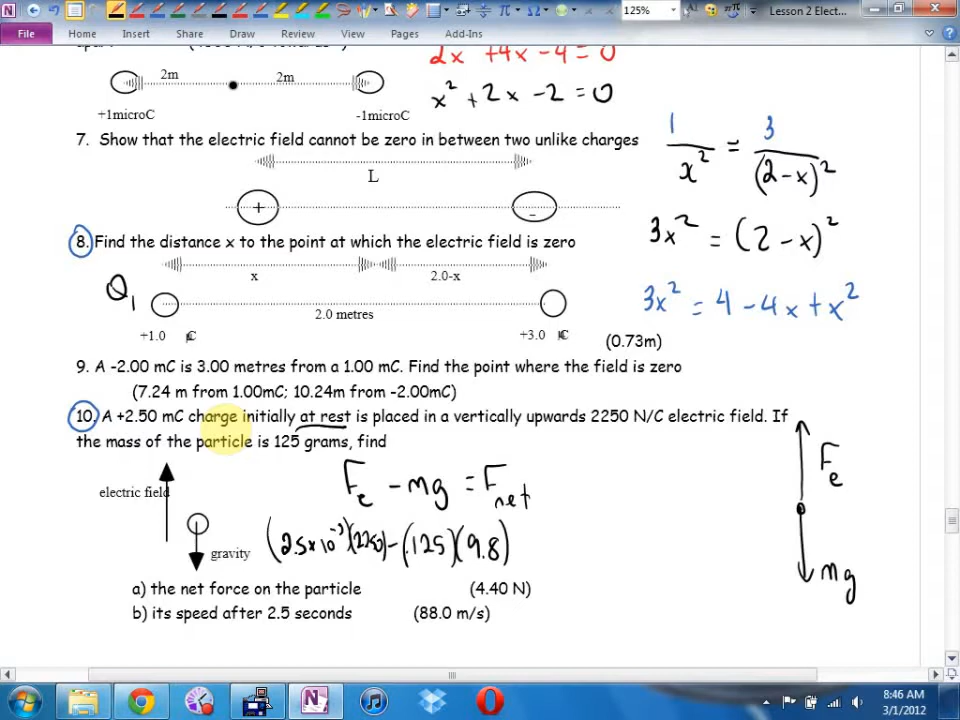 125%
Lesson 2 Elect...
File Home Insert Share Draw Review View Pages Add-Ins
2x +4x -4 = 0
2m 2m
x² +2x -2 = 0
+1microC -1microC
7. Show that the electric field cannot be zero in between two unlike charges
L
+ -
1/x² = 3/(2-x)²
3x² = (2-x)²
8. Find the distance x to the point at which the electric field is zero
x 2.0-x
Q₁
2.0 metres
3x² = 4 - 4x + x²
+1.0 C +3.0 C
(0.73m)
9. A -2.00 mC is 3.00 metres from a 1.00 mC. Find the point where the field is zero
(7.24 m from 1.00mC; 10.24m from -2.00mC)
10. A +2.50 mC charge initially at rest is placed in a vertically upwards 2250 N/C electric field. If
the mass of the particle is 125 grams, find
Fe
Fe - mg = Fnet
electric field
(2.5x10⁻³)(2250) - (.125)(9.8)
gravity
mg
a) the net force on the particle (4.40 N)
b) its speed after 2.5 seconds (88.0 m/s)
8:46 AM
3/1/2012